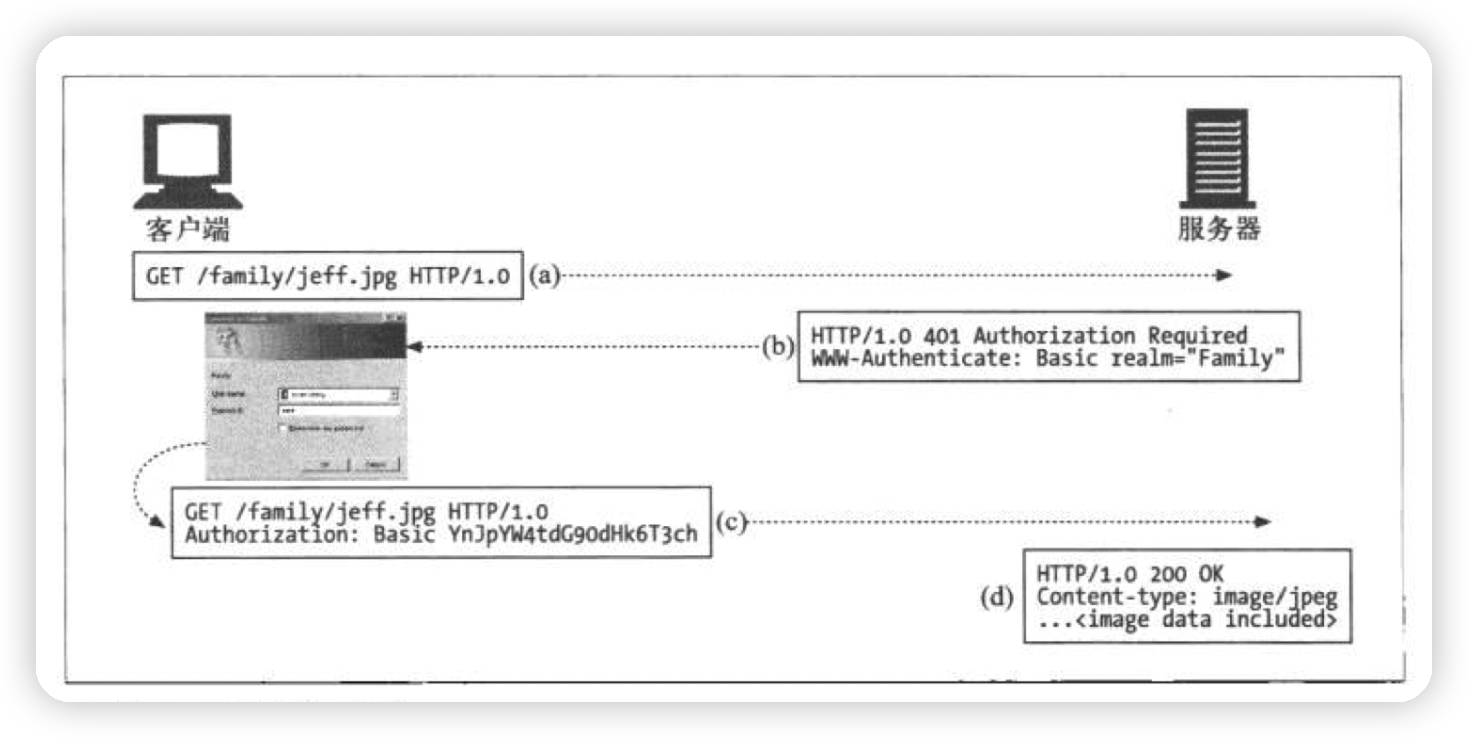 客户端
服务器
GET /family/jeff.jpg HTTP/1.0
(a)
(b)
HTTP/1.0 401 Authorization Required
WWW-Authenticate: Basic realm="Family"
GET /family/jeff.jpg HTTP/1.0
Authorization: Basic YnJpYW4tdG90dHk6T3ch
(c)
(d)
HTTP/1.0 200 OK
Content-type: image/jpeg
...<image data included>